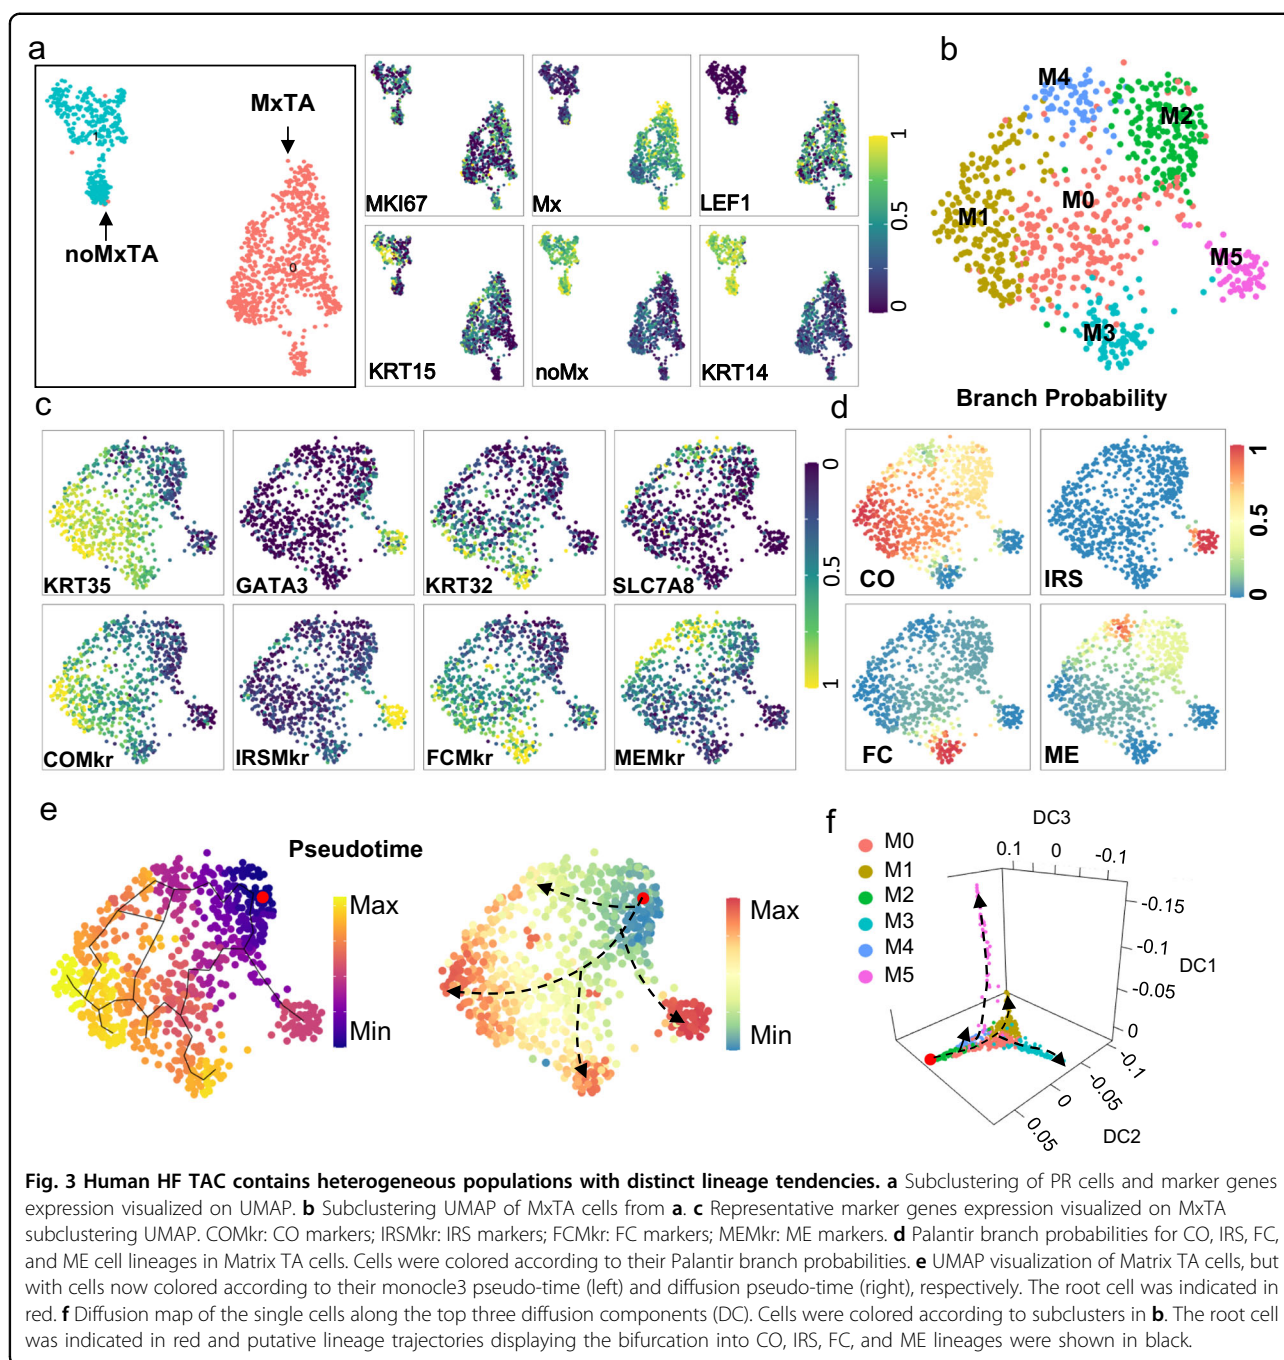 a
MxTA
1
noMxTA
0
MKI67
Mx
LEF1
KRT15
noMx
KRT14
1
0.5
0
b
M4
M2
M0
M1
M5
M3
c
KRT35
GATA3
KRT32
SLC7A8
COMkr
IRSMkr
FCMkr
MEMkr
0
0.5
1
d
Branch Probability
CO
IRS
FC
ME
1
0.5
0
e
Pseudotime
Max
Min
Max
Min
f
M0
M1
M2
M3
M4
M5
DC3
0.1 0 -0.1
-0.15
-0.1
DC1
-0.05
0
-0.1
-0.05
0
0.05
DC2
Fig. 3 Human HF TAC contains heterogeneous populations with distinct lineage tendencies. a Subclustering of PR cells and marker genes
expression visualized on UMAP. b Subclustering UMAP of MxTA cells from a. c Representative marker genes expression visualized on MxTA
subclustering UMAP. COMkr: CO markers; IRSMkr: IRS markers; FCMkr: FC markers; MEMkr: ME markers. d Palantir branch probabilities for CO, IRS, FC,
and ME cell lineages in Matrix TA cells. Cells were colored according to their Palantir branch probabilities. e UMAP visualization of Matrix TA cells, but
with cells now colored according to their monocle3 pseudo-time (left) and diffusion pseudo-time (right), respectively. The root cell was indicated in
red. f Diffusion map of the single cells along the top three diffusion components (DC). Cells were colored according to subclusters in b. The root cell
was indicated in red and putative lineage trajectories displaying the bifurcation into CO, IRS, FC, and ME lineages were shown in black.